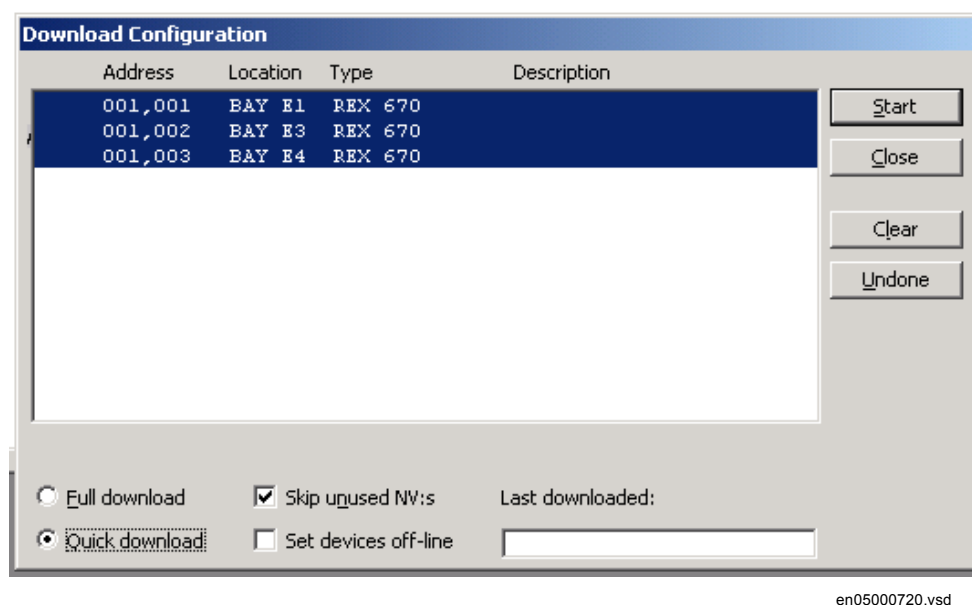 Download Configuration
Address Location Type Description
001,001 BAY E1 REX 670
001,002 BAY E3 REX 670
001,003 BAY E4 REX 670
Start
Close
Clear
Undone
Full download Skip unused NV:s Last downloaded:
Quick download Set devices off-line
en05000720.vsd